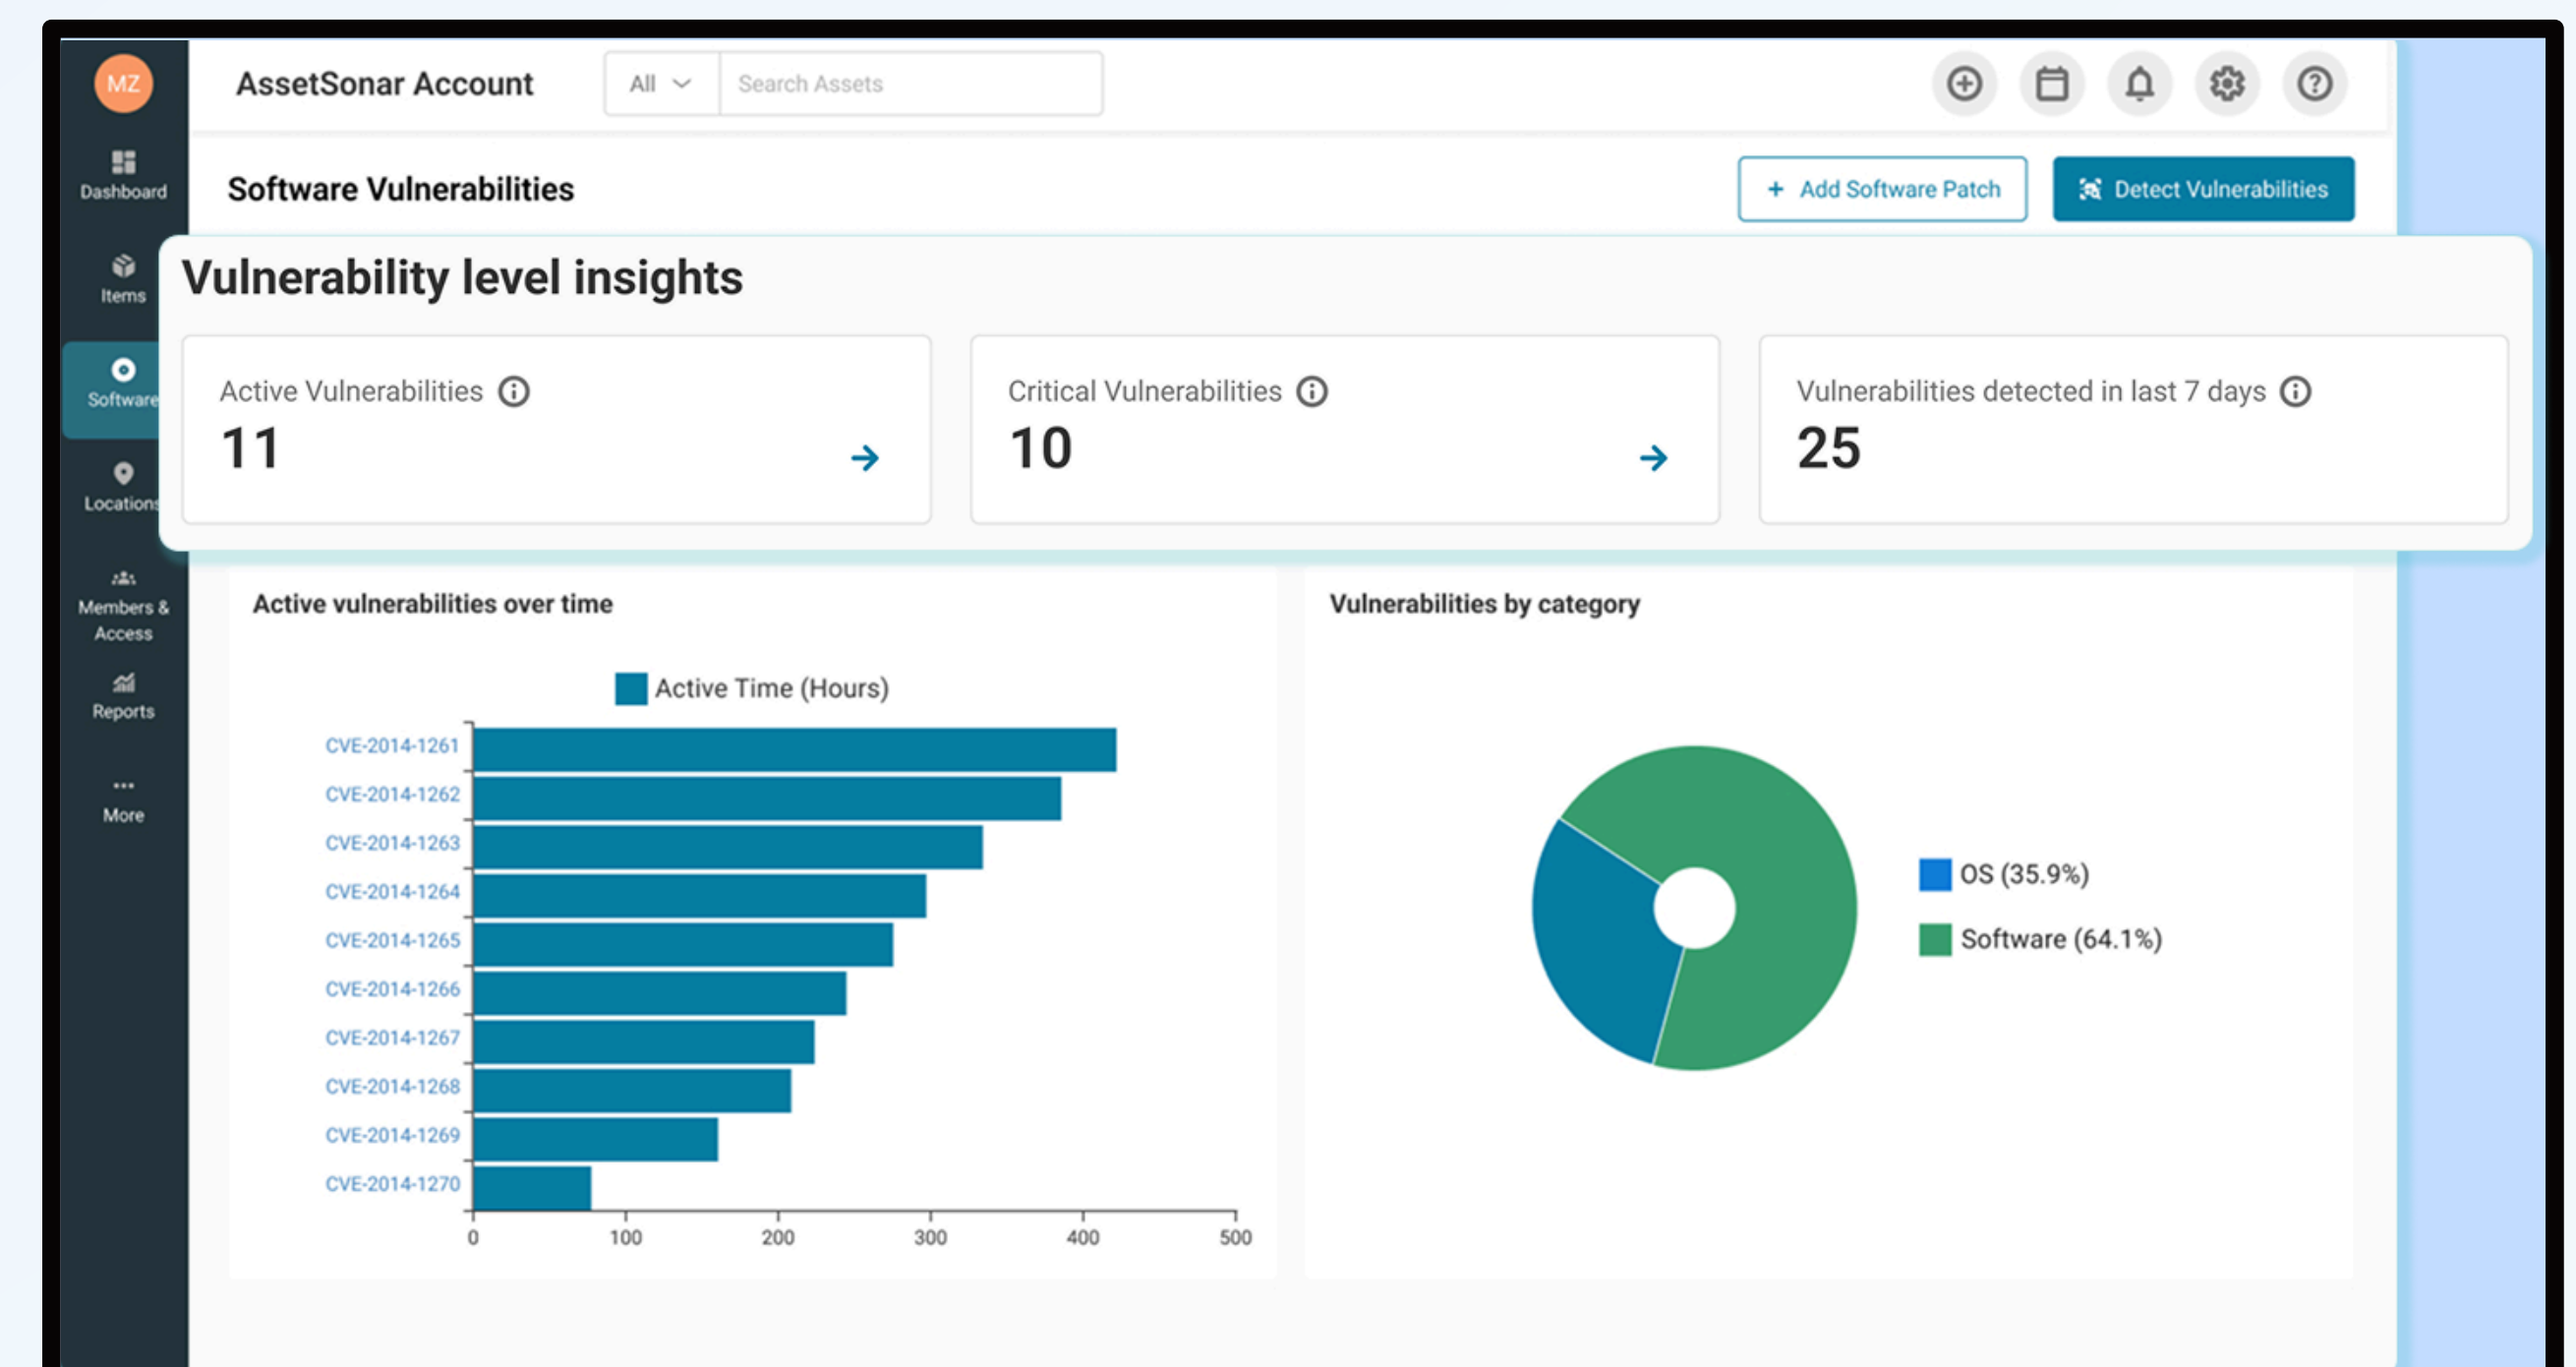 MZ
AssetSonar Account
All
Search Assets
Dashboard
Items
Software
Locations
Members &
Access
Reports
More
Software Vulnerabilities
+ Add Software Patch
Detect Vulnerabilities
Vulnerability level insights
Active Vulnerabilities
11
Critical Vulnerabilities
10
Vulnerabilities detected in last 7 days
25
Active vulnerabilities over time
Active Time (Hours)
CVE-2014-1261
CVE-2014-1262
CVE-2014-1263
CVE-2014-1264
CVE-2014-1265
CVE-2014-1266
CVE-2014-1267
CVE-2014-1268
CVE-2014-1269
CVE-2014-1270
0 100 200 300 400 500
Vulnerabilities by category
OS (35.9%)
Software (64.1%)